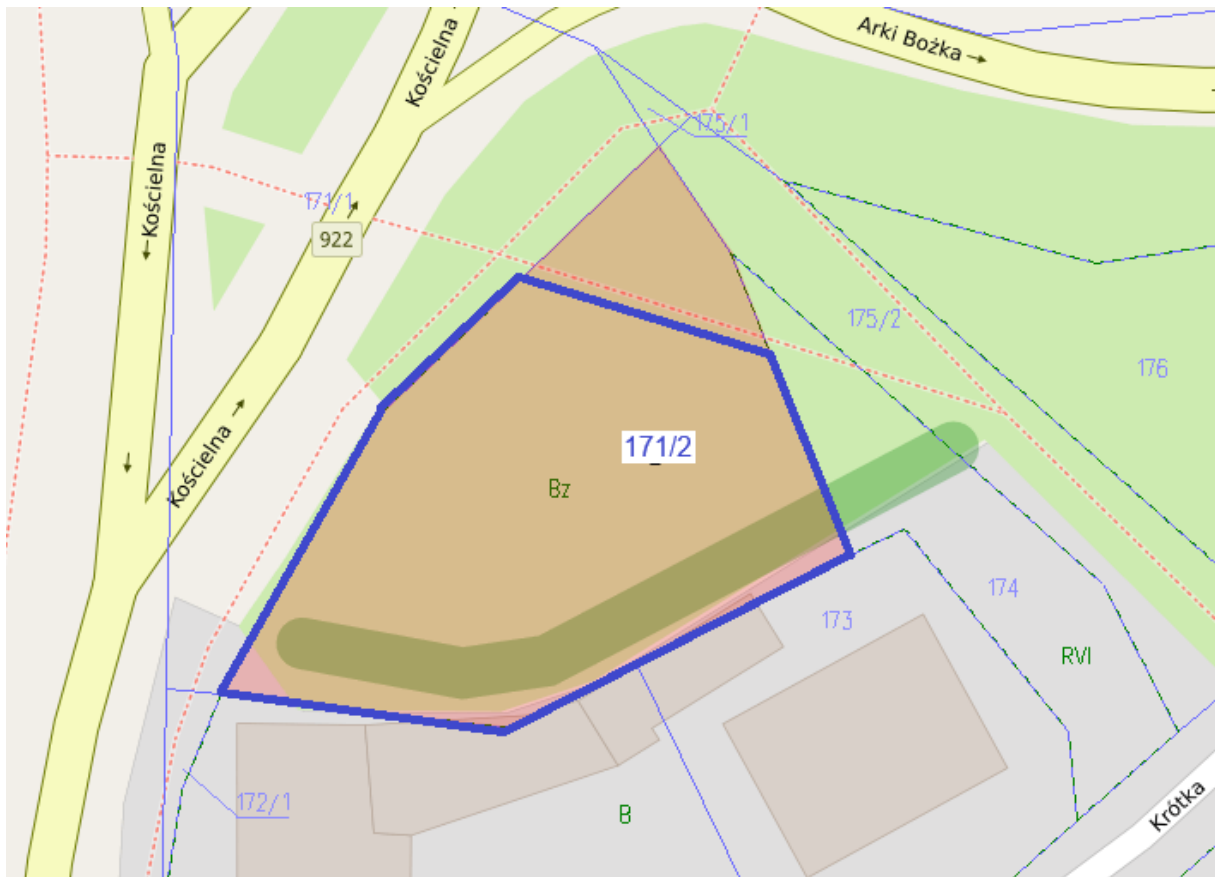 Kościelna
Arki Bożka
175/1
Kościelna
171/1
922
175/2
176
171/2
Kościelna
Bz
174
173
RVI
172/1
B
Krótka